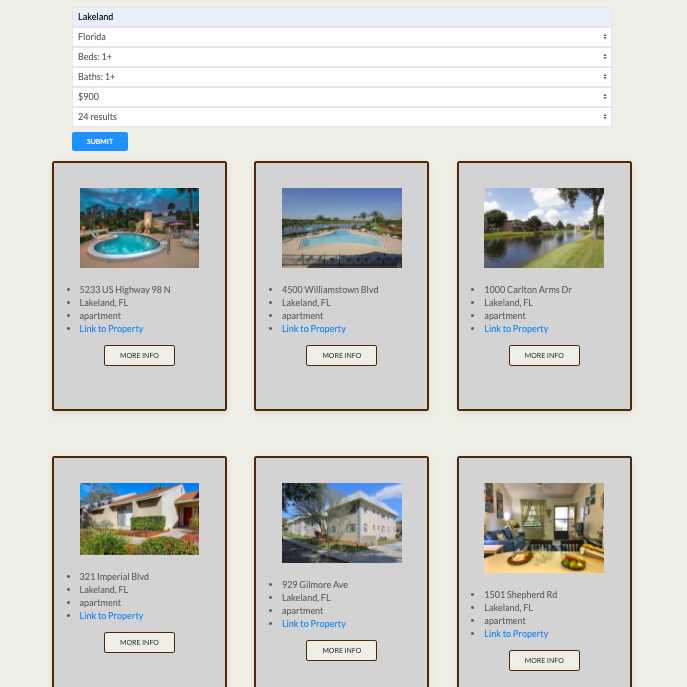 Lakeland
Florida
Beds: 1+
Baths: 1+
$900
24 results
SUBMIT
5233 US Highway 98 N
Lakeland, FL
apartment
Link to Property
MORE INFO
4500 Williamstown Blvd
Lakeland, FL
apartment
Link to Property
MORE INFO
1000 Carlton Arms Dr
Lakeland, FL
apartment
Link to Property
MORE INFO
321 Imperial Blvd
Lakeland, FL
apartment
Link to Property
MORE INFO
929 Gilmore Ave
Lakeland, FL
apartment
Link to Property
MORE INFO
1501 Shepherd Rd
Lakeland, FL
apartment
Link to Property
MORE INFO